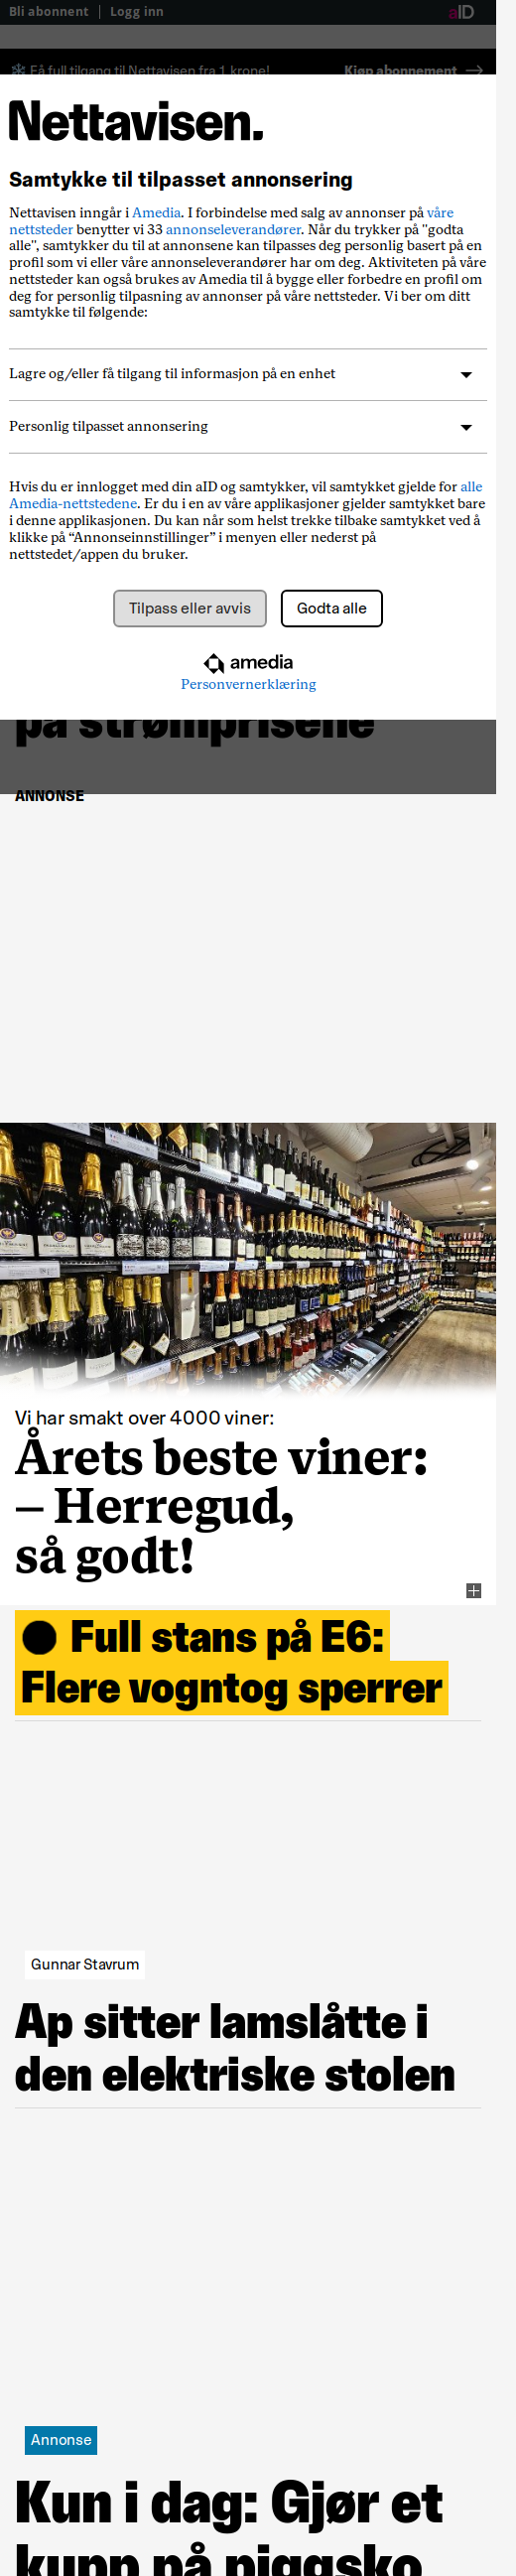 Bli abonnent
Logg inn
aID
Få full tilgang til Nettavisen fra 1 krone!
Kjøp abonnement
Nettavisen.
Samtykke til tilpasset annonsering
Nettavisen inngår i Amedia. I forbindelse med salg av annonser på våre
nettsteder benytter vi 33 annonseleverandører. Når du trykker på "godta
alle", samtykker du til at annonsene kan tilpasses deg personlig basert på en
profil som vi eller våre annonseleverandører har om deg. Aktiviteten på våre
nettsteder kan også brukes av Amedia til å bygge eller forbedre en profil om
deg for personlig tilpasning av annonser på våre nettsteder. Vi ber om ditt
samtykke til følgende:
Lagre og/eller få tilgang til informasjon på en enhet
Personlig tilpasset annonsering
Hvis du er innlogget med din aID og samtykker, vil samtykket gjelde for alle
Amedia-nettstedene. Er du i en av våre applikasjoner gjelder samtykket bare
i denne applikasjonen. Du kan når som helst trekke tilbake samtykket ved å
klikke på “Annonseinnstillinger” i menyen eller nederst på
nettstedet/appen du bruker.
Tilpass eller avvis
Godta alle
amedia
Personvernerklæring
på strømprisene
ANNONSE
Vi har smakt over 4000 viner:
Årets beste viner:
– Herregud,
så godt!
Full stans på E6:
Flere vogntog sperrer
Gunnar Stavrum
Ap sitter lamslåtte i
den elektriske stolen
Annonse
Kun i dag: Gjør et
kupp på piggsko